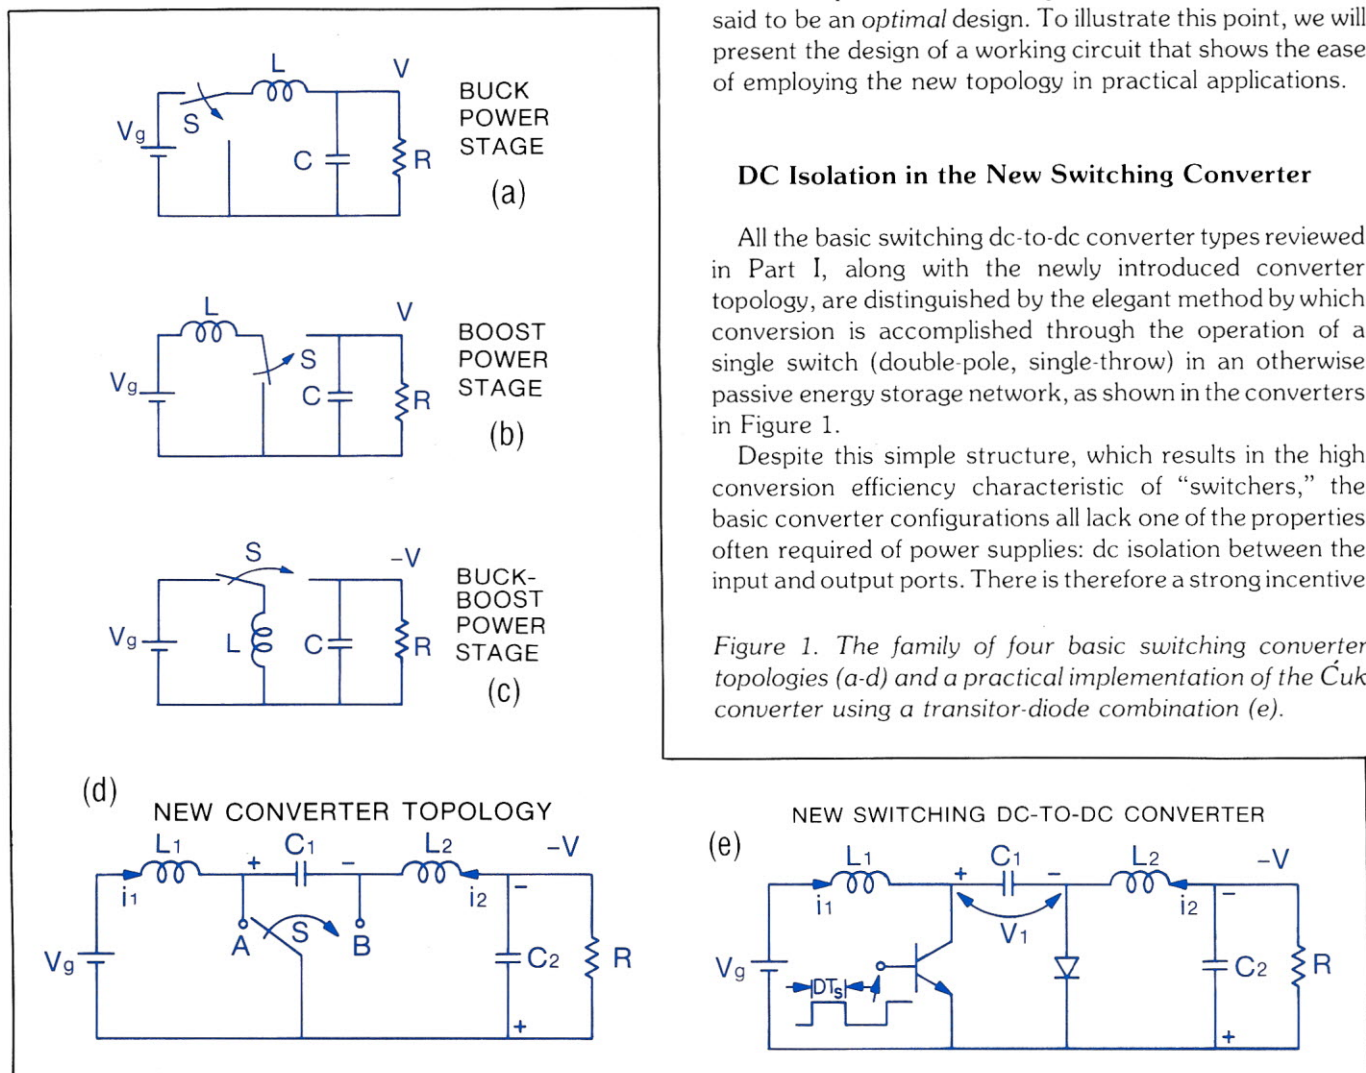 said to be an optimal design. To illustrate this point, we will
present the design of a working circuit that shows the ease
of employing the new topology in practical applications.
DC Isolation in the New Switching Converter
All the basic switching dc-to-dc converter types reviewed
in Part I, along with the newly introduced converter
topology, are distinguished by the elegant method by which
conversion is accomplished through the operation of a
single switch (double-pole, single-throw) in an otherwise
passive energy storage network, as shown in the converters
in Figure 1.
Despite this simple structure, which results in the high
conversion efficiency characteristic of “switchers,” the
basic converter configurations all lack one of the properties
often required of power supplies: dc isolation between the
input and output ports. There is therefore a strong incentive
Figure 1. The family of four basic switching converter
topologies (a-d) and a practical implementation of the Ćuk
converter using a transitor-diode combination (e).
L
V
S
Vg
C
R
BUCK
POWER
STAGE
(a)
L
V
S
Vg
C
R
BOOST
POWER
STAGE
(b)
S
-V
Vg
L
C
R
BUCK-
BOOST
POWER
STAGE
(c)
(d)
NEW CONVERTER TOPOLOGY
L1
+
C1
-
L2
-V
i1
i2
-
A
S
B
Vg
C2
R
+
(e)
NEW SWITCHING DC-TO-DC CONVERTER
L1
+
C1
-
L2
-V
i1
V1
i2
-
Vg
DTs
C2
R
+